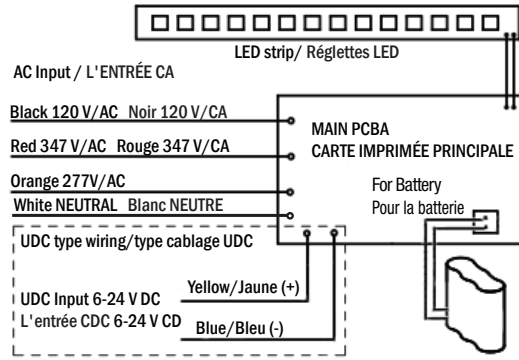 LED strip/ Réglettes LED
AC Input / L'ENTRÉE CA
Black 120 V/AC Noir 120 V/CA
Red 347 V/AC Rouge 347 V/CA
Orange 277V/AC
White NEUTRAL Blanc NEUTRE
MAIN PCBA
CARTE IMPRIMÉE PRINCIPALE
For Battery
Pour la batterie
UDC type wiring/type cablage UDC
UDC Input 6-24 V DC
L'entrée CDC 6-24 V CD
Yellow/Jaune (+)
Blue/Bleu (-)